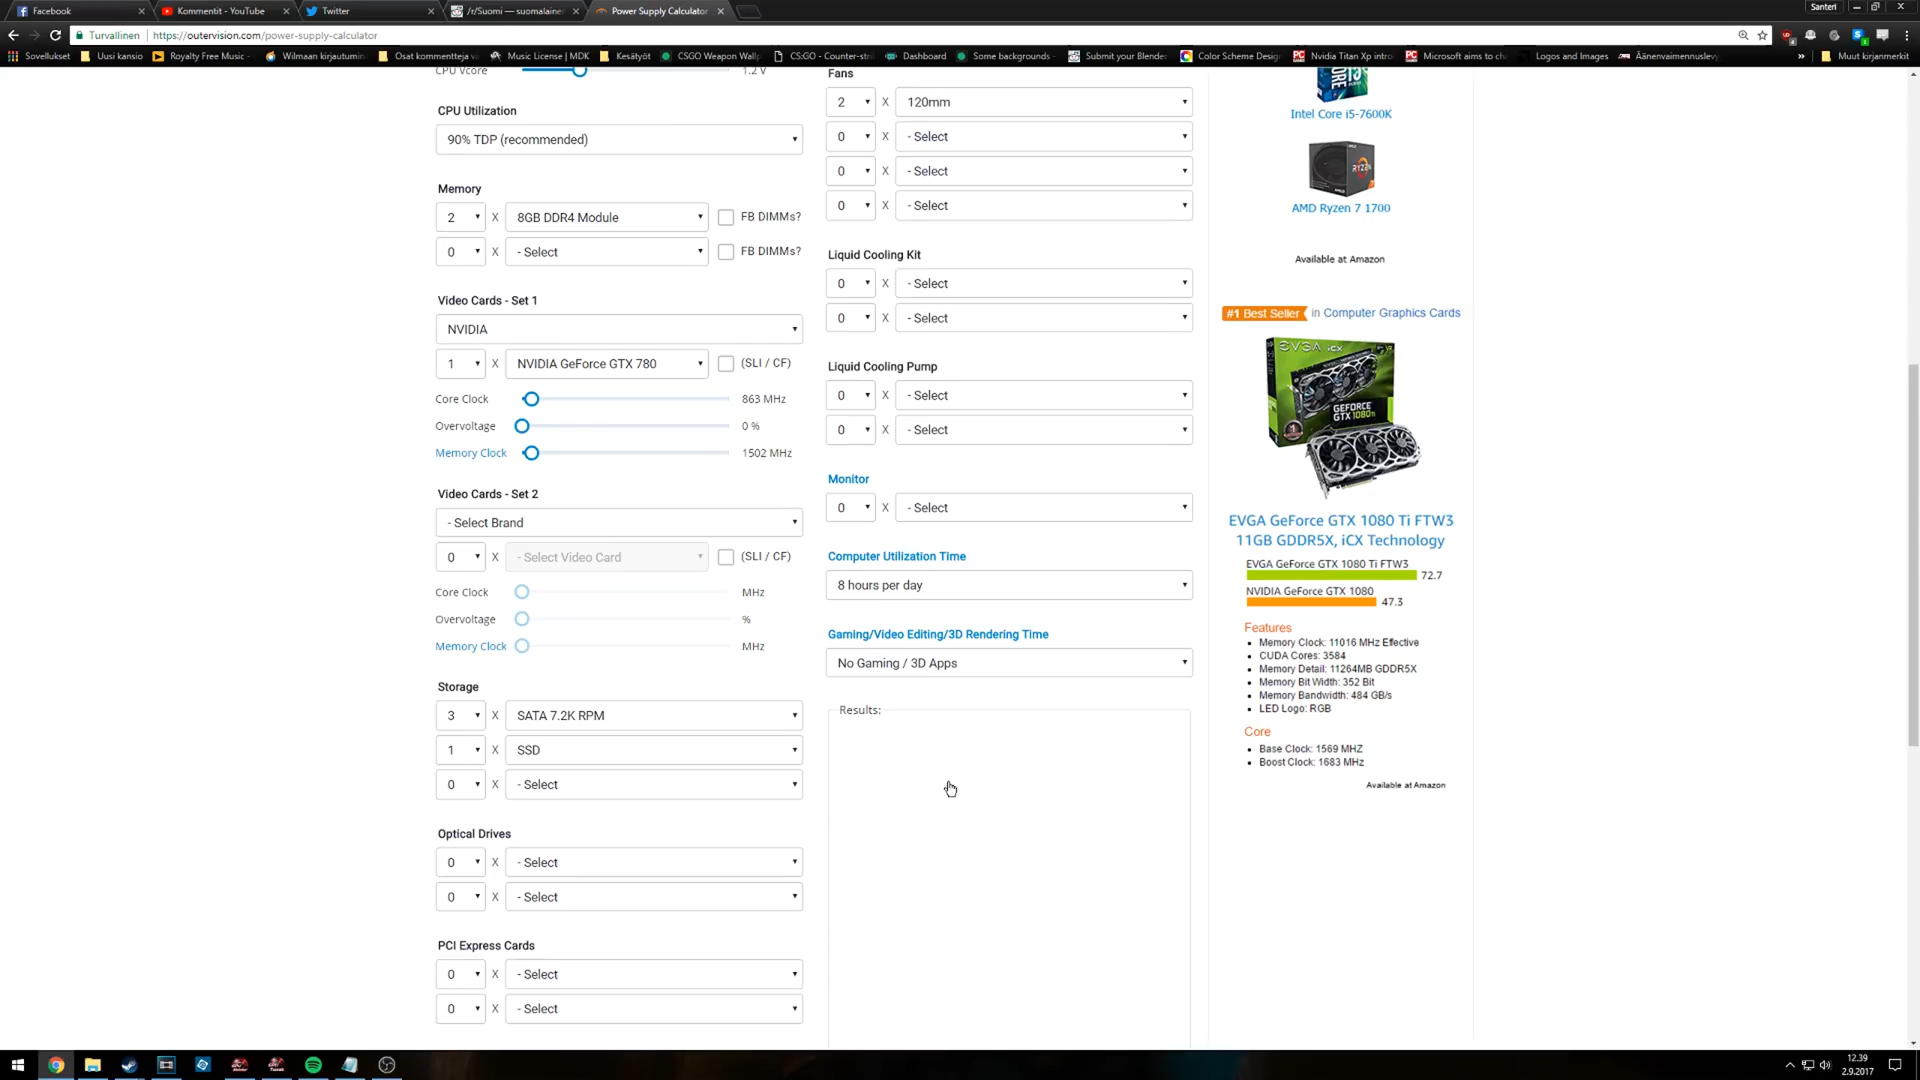 Facebook
Kommentit - YouTube
Twitter
/r/Suomi — suomalainen
Power Supply Calculator
Santeri
Turvallinen
https://outervision.com/power-supply-calculator
Sovellukset
Uusi kansio
Royalty Free Music -
Wilmaan kirjautumin
Osat kommentteja v
Music License | MDK
Kesätyöt
CSGO Weapon Wallp
CS:GO - Counter-stri
Dashboard
Some backgrounds -
Submit your Blender
Color Scheme Desig
Nvidia Titan Xp intro
Microsoft aims to ch
Logos and Images
Äänenvaimennuslevy
»
Muut kirjanmerkit
CPU Vcore 1.2 V
CPU Utilization
90% TDP (recommended)
Memory
2 X 8GB DDR4 Module FB DIMMs?
0 X - Select FB DIMMs?
Video Cards - Set 1
NVIDIA
1 X NVIDIA GeForce GTX 780 (SLI / CF)
Core Clock 863 MHz
Overvoltage 0 %
Memory Clock 1502 MHz
Video Cards - Set 2
- Select Brand
0 X - Select Video Card (SLI / CF)
Core Clock MHz
Overvoltage %
Memory Clock MHz
Storage
3 X SATA 7.2K RPM
1 X SSD
0 X - Select
Optical Drives
0 X - Select
0 X - Select
PCI Express Cards
0 X - Select
0 X - Select
Fans
2 X 120mm
0 X - Select
0 X - Select
0 X - Select
Liquid Cooling Kit
0 X - Select
0 X - Select
Liquid Cooling Pump
0 X - Select
0 X - Select
Monitor
0 X - Select
Computer Utilization Time
8 hours per day
Gaming/Video Editing/3D Rendering Time
No Gaming / 3D Apps
Results:
Intel Core i5-7600K
RYZEN
AMD Ryzen 7 1700
Available at Amazon
#1 Best Seller in Computer Graphics Cards
EVGA iCX
GEFORCE
GTX 1080Ti
EVGA GeForce GTX 1080 Ti FTW3
11GB GDDR5X, iCX Technology
EVGA GeForce GTX 1080 Ti FTW3
72.7
NVIDIA GeForce GTX 1080
47.3
Features
• Memory Clock: 11016 MHz Effective
• CUDA Cores: 3584
• Memory Detail: 11264MB GDDR5X
• Memory Bit Width: 352 Bit
• Memory Bandwidth: 484 GB/s
• LED Logo: RGB
Core
• Base Clock: 1569 MHZ
• Boost Clock: 1683 MHz
Available at Amazon
12.39
2.9.2017